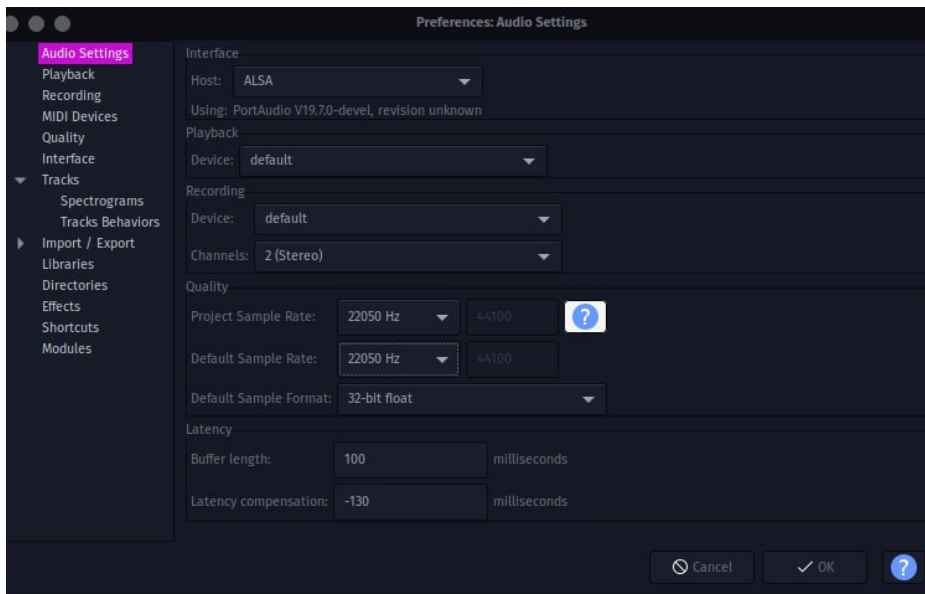 Preferences: Audio Settings
Audio Settings
Playback
Recording
MIDI Devices
Quality
Interface
Tracks
Spectrograms
Tracks Behaviors
Import / Export
Libraries
Directories
Effects
Shortcuts
Modules
Interface
Host: ALSA
Using: PortAudio V19.7.0-devel, revision unknown
Playback
Device: default
Recording
Device: default
Channels: 2 (Stereo)
Quality
Project Sample Rate: 22050 Hz 44100 ?
Default Sample Rate: 22050 Hz 44100
Default Sample Format: 32-bit float
Latency
Buffer length: 100 milliseconds
Latency compensation: -130 milliseconds
Cancel OK ?